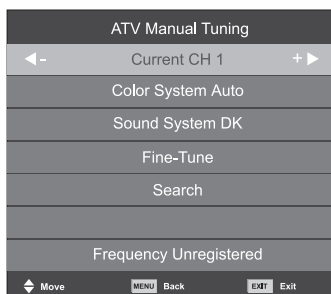 ATV Manual Tuning
- Current CH 1 +
Color System Auto
Sound System DK
Fine-Tune
Search
Frequency Unregistered
Move MENU Back EXIT Exit